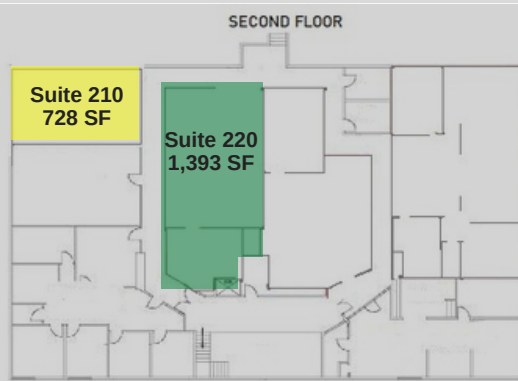 SECOND FLOOR
Suite 210
728 SF
Suite 220
1,393 SF